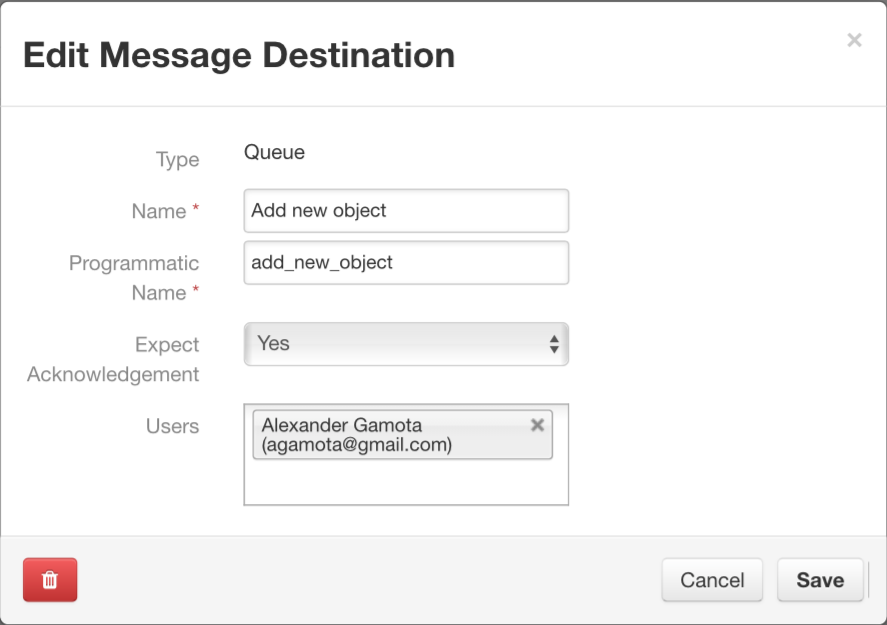 Edit Message Destination
×
Type
Queue
Name *
Add new object
Programmatic
Name *
add_new_object
Expect
Acknowledgement
Yes
Users
Alexander Gamota
(agamota@gmail.com)
Cancel
Save